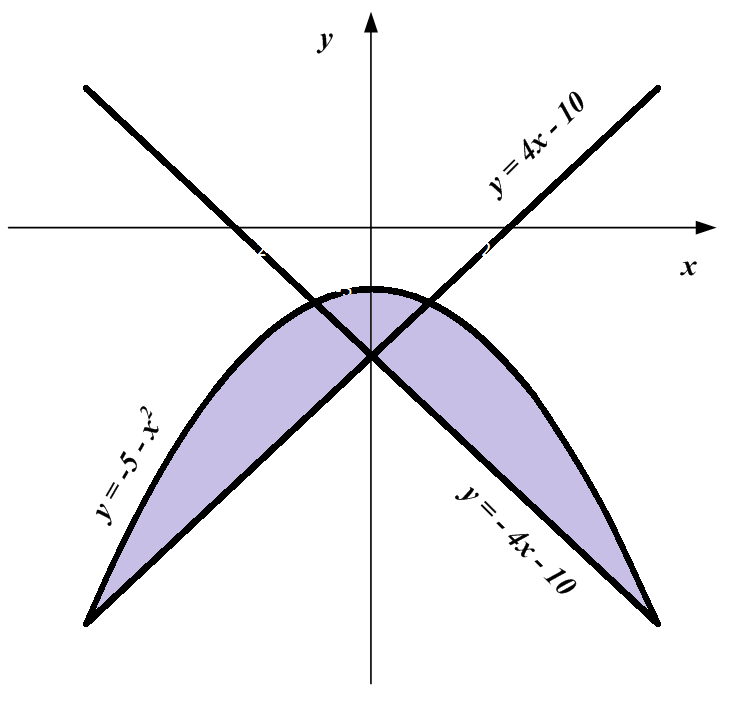 y
y = 4x - 10
x
y = -5 - x²
y = - 4x - 10